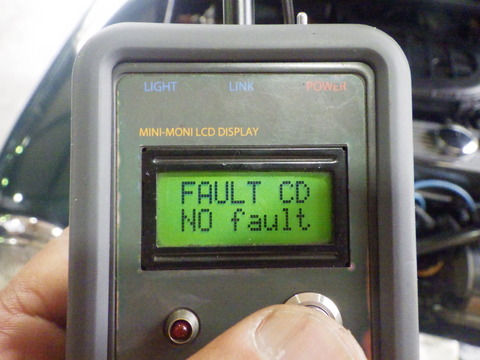 LIGHT LINK POWER
MINI-MONI LCD DISPLAY
FAULT CD
NO fault